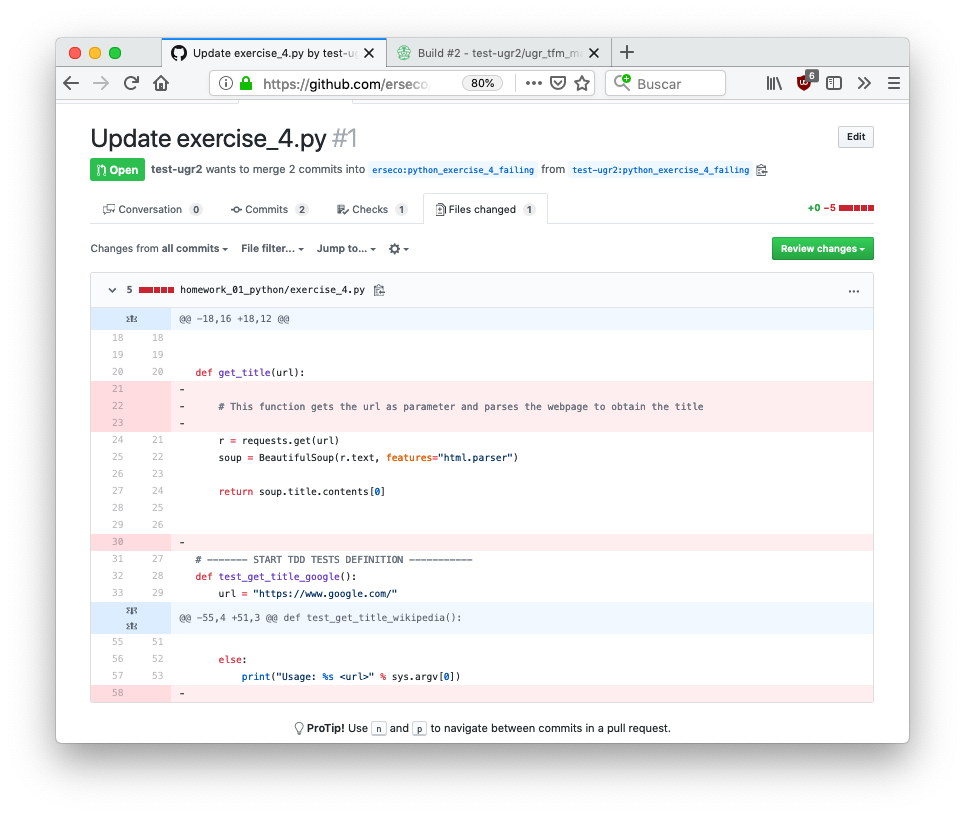 Update exercise_4.py by test-ug
Build #2 - test-ugr2/ugr_tfm_m
https://github.com/erseco
80%
Buscar
6
Update exercise_4.py #1
Edit
Open test-ugr2 wants to merge 2 commits into erseco:python_exercise_4_failing from test-ugr2:python_exercise_4_failing
Conversation 0 Commits 2 Checks 1 Files changed 1 +0 −5
Changes from all commits File filter... Jump to... Review changes
5 homework_01_python/exercise_4.py ...
@@ -18,16 +18,12 @@
18 18
19 19
20 20 def get_title(url):
21 -
22 - # This function gets the url as parameter and parses the webpage to obtain the title
23 -
24 21 r = requests.get(url)
25 22 soup = BeautifulSoup(r.text, features="html.parser")
26 23
27 24 return soup.title.contents[0]
28 25
29 26
30 -
31 27 # ------- START TDD TESTS DEFINITION -----------
32 28 def test_get_title_google():
33 29 url = "https://www.google.com/"
@@ -55,4 +51,3 @@ def test_get_title_wikipedia():
55 51
56 52 else:
57 53 print("Usage: %s <url>" % sys.argv[0])
58 -
ProTip! Use n and p to navigate between commits in a pull request.